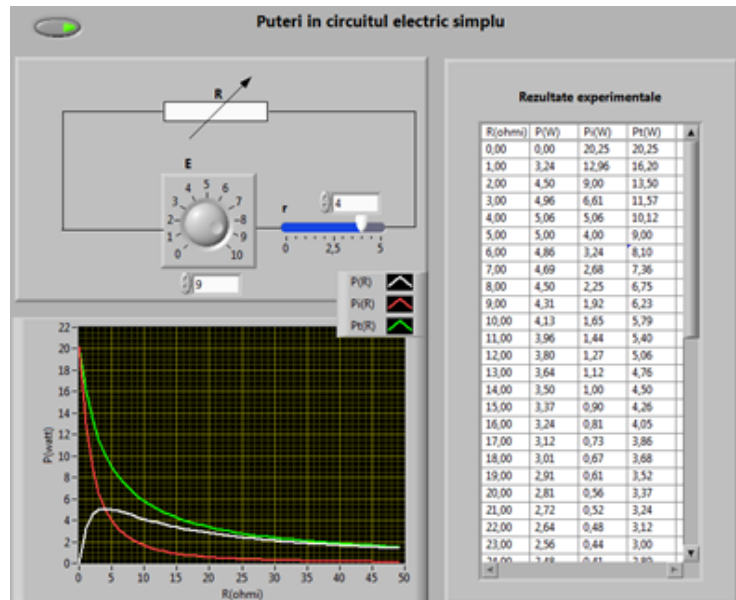 Puteri in circuitul electric simplu
R
E
0 1 2 3 4 5 6 7 8 9 10
9
r
4
0 2,5 5
P(R)
Pi(R)
Pt(R)
P(watt)
22
20
18
16
14
12
10
8
6
4
2
0
0 5 10 15 20 25 30 35 40 45 50
R(ohmi)
Rezultate experimentale
R(ohmi) P(W) Pi(W) Pt(W)
0,00 0,00 20,25 20,25
1,00 3,24 12,96 16,20
2,00 4,50 9,00 13,50
3,00 4,96 6,61 11,57
4,00 5,06 5,06 10,12
5,00 5,00 4,00 9,00
6,00 4,86 3,24 8,10
7,00 4,69 2,68 7,36
8,00 4,50 2,25 6,75
9,00 4,31 1,92 6,23
10,00 4,13 1,65 5,79
11,00 3,96 1,44 5,40
12,00 3,80 1,27 5,06
13,00 3,64 1,12 4,76
14,00 3,50 1,00 4,50
15,00 3,37 0,90 4,26
16,00 3,24 0,81 4,05
17,00 3,12 0,73 3,86
18,00 3,01 0,67 3,68
19,00 2,91 0,61 3,52
20,00 2,81 0,56 3,37
21,00 2,72 0,52 3,24
22,00 2,64 0,48 3,12
23,00 2,56 0,44 3,00